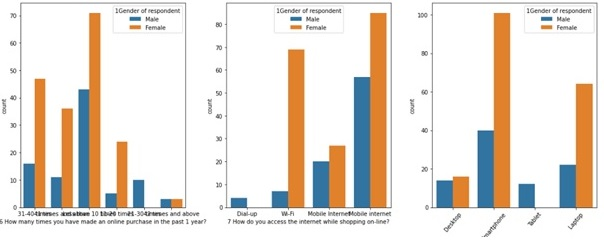 1Gender of respondent
Male
Female
count
70
60
50
40
30
20
10
0
6 How many times you have made an online purchase in the past 1 year?
1Gender of respondent
Male
Female
count
80
70
60
50
40
30
20
10
0
Dial-up
Wi-Fi
Mobile Internet
Mobile internet
7 How do you access the internet while shopping on-line?
1Gender of respondent
Male
Female
count
100
80
60
40
20
0
Desktop
Smartphone
Tablet
Laptop